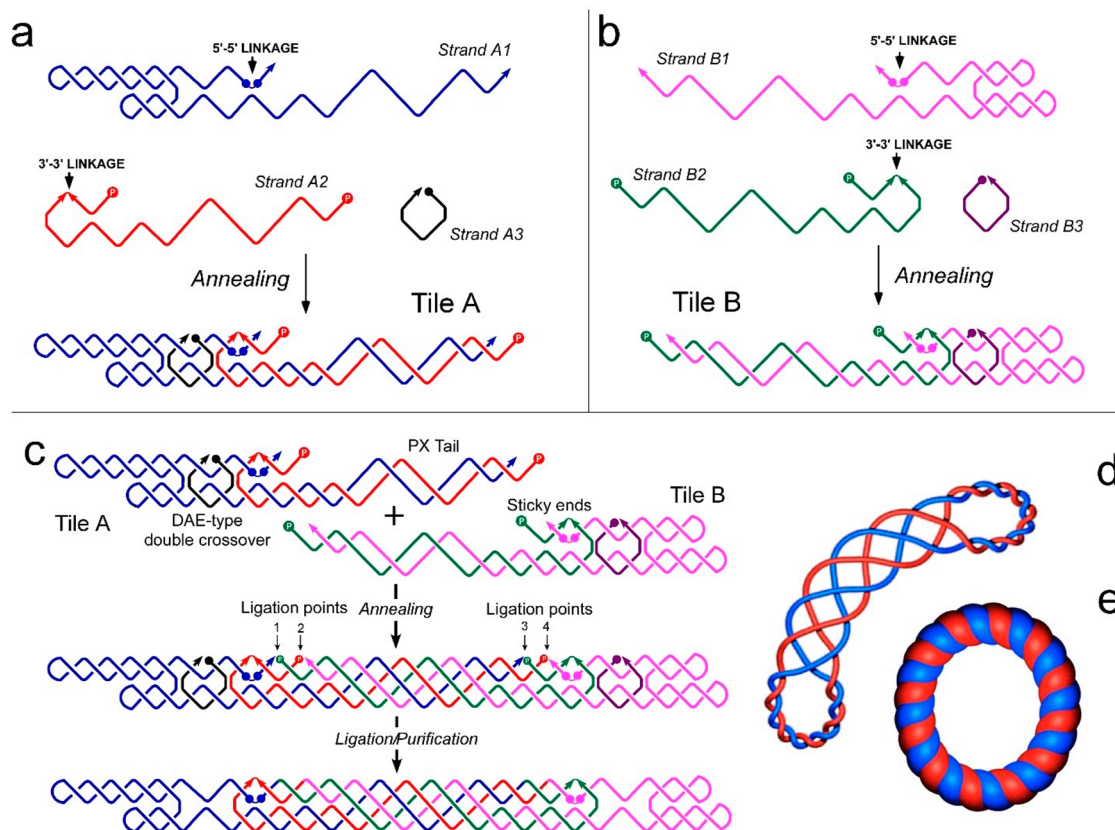 a
5'-5' LINKAGE
Strand A1
3'-3' LINKAGE
Strand A2
P
P
Strand A3
Annealing
Tile A
P
P
b
Strand B1
5'-5' LINKAGE
3'-3' LINKAGE
P
Strand B2
P
Strand B3
Annealing
Tile B
P
P
c
PX Tail
P
P
Tile A
DAE-type
double crossover
+
Sticky ends
Tile B
P
P
Ligation points
Annealing
Ligation points
1 2
3 4
P P
P P
Ligation/Purification
d
e